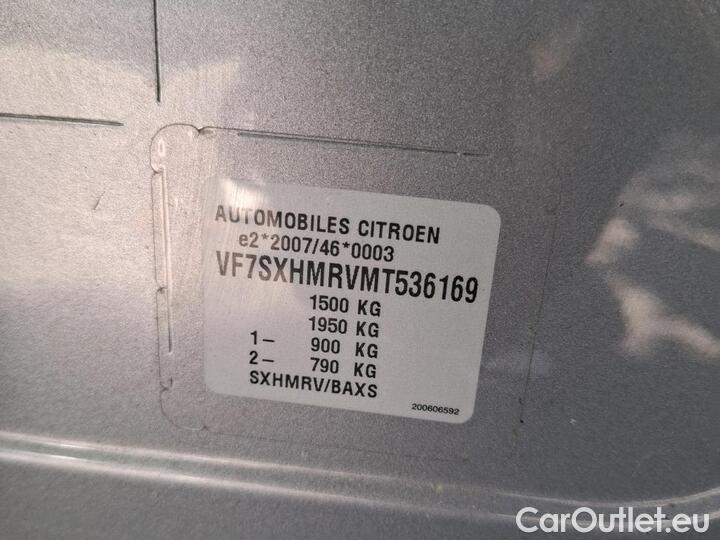 AUTOMOBILES CITROEN
e2*2007/46*0003
VF7SXHMRVMT536169
1500 KG
1950 KG
1– 900 KG
2– 790 KG
SXHMRV/BAXS
200606592
CarOutlet.eu